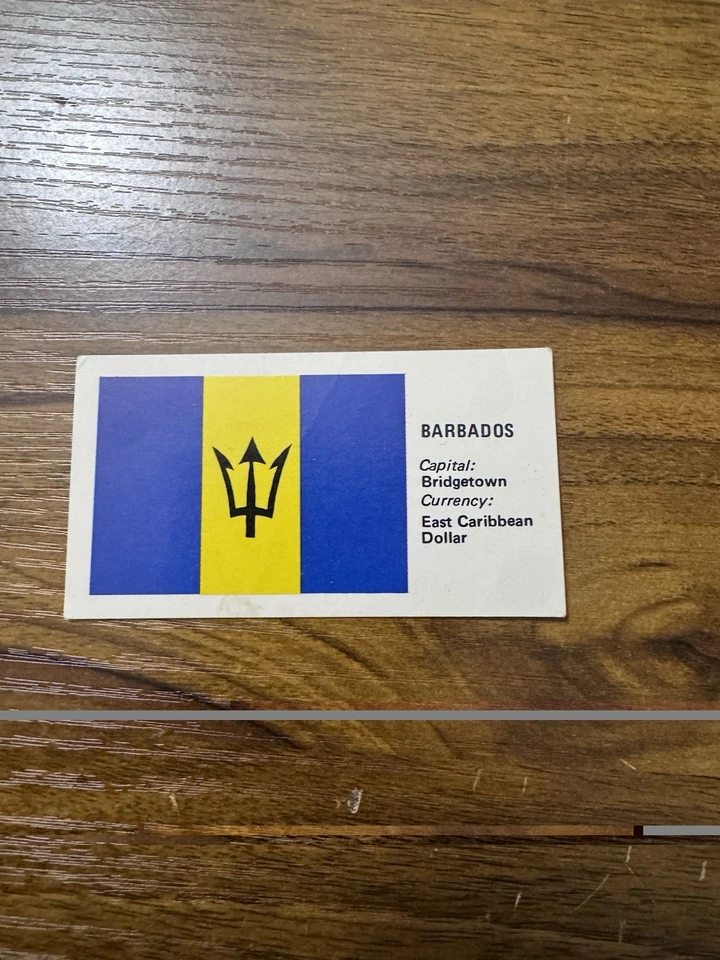 BARBADOS
Capital:
Bridgetown
Currency:
East Caribbean
Dollar